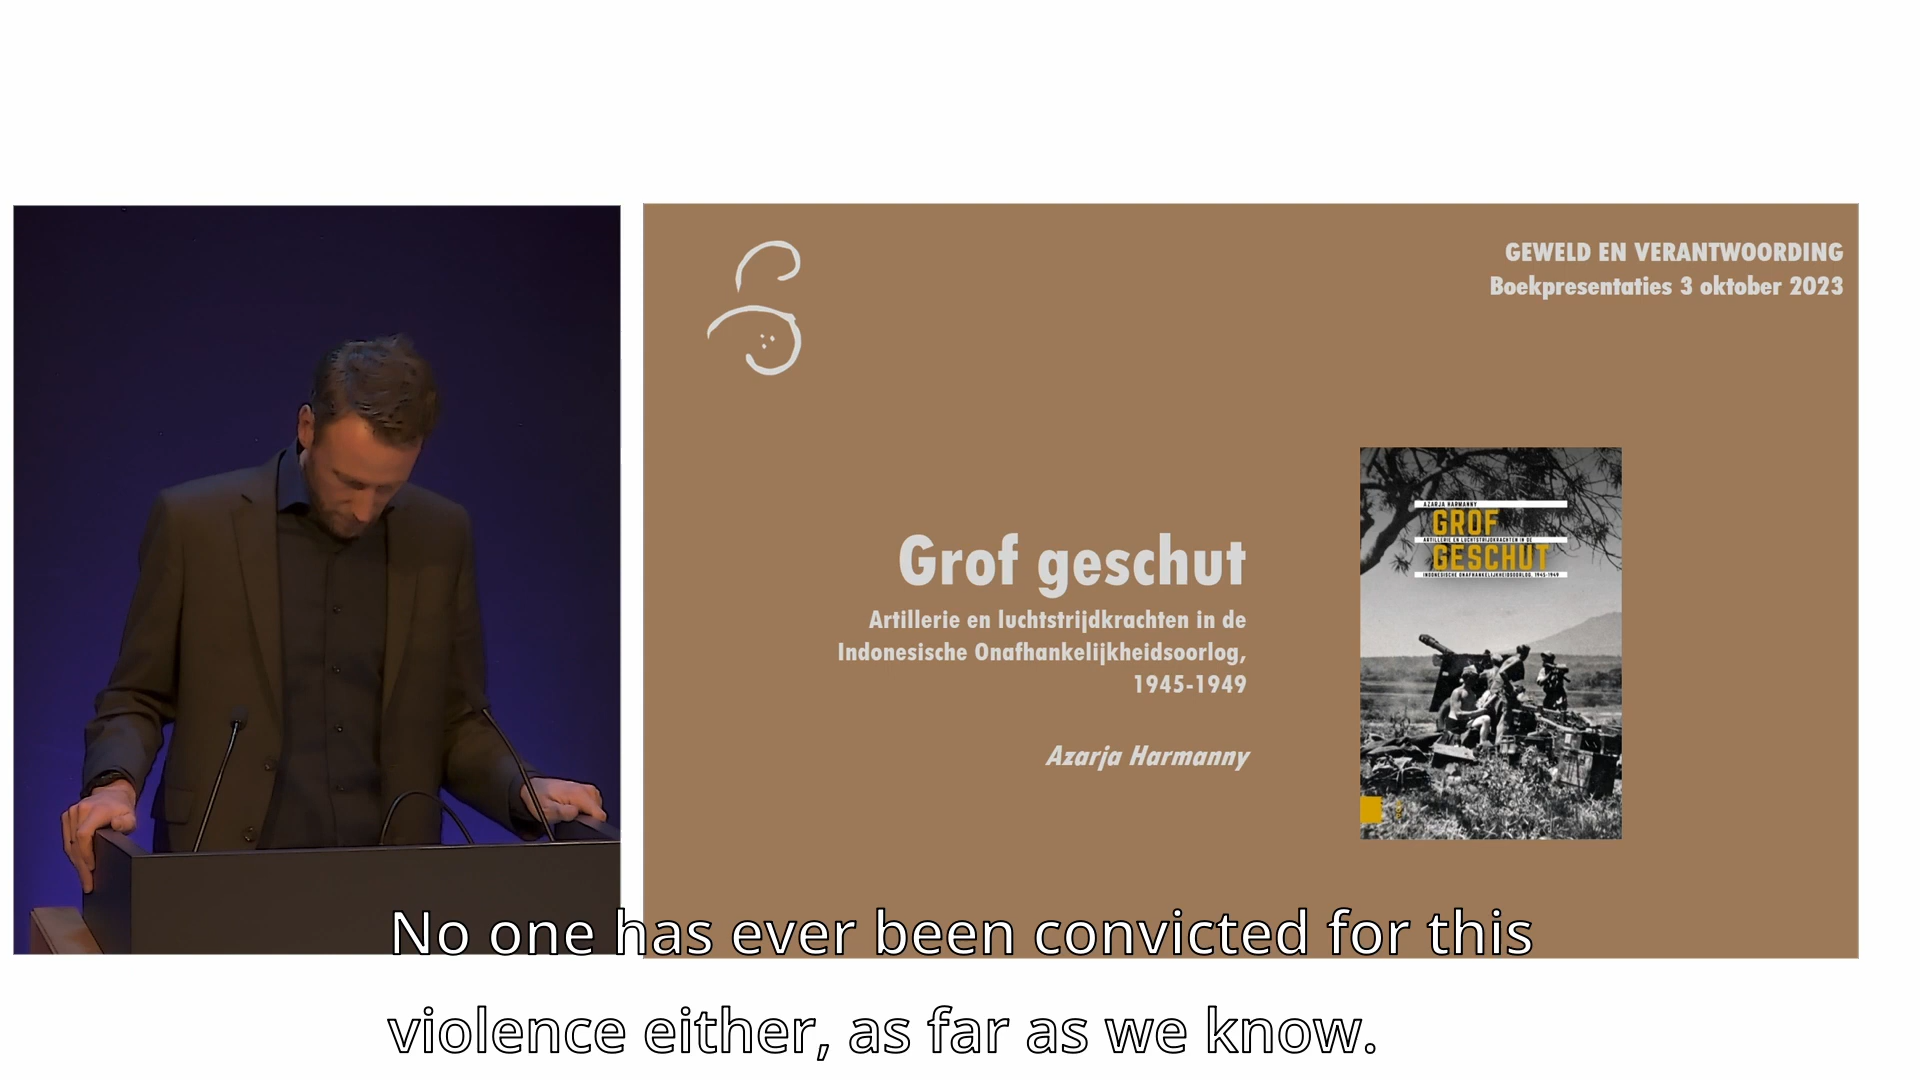 GEWELD EN VERANTWOORDING
Boekpresentaties 3 oktober 2023
Grof geschut
Artillerie en luchtstrijdkrachten in de
Indonesische Onafhankelijkheidsoorlog,
1945-1949
Azarja Harmanny
AZARJA HARMANNY
GROF
ARTILLERIE EN LUCHTSTRIJDKRACHTEN IN DE
GESCHUT
INDONESISCHE ONAFHANKELIJKHEIDSOORLOG, 1945-1949
No one has ever been convicted for this
violence either, as far as we know.